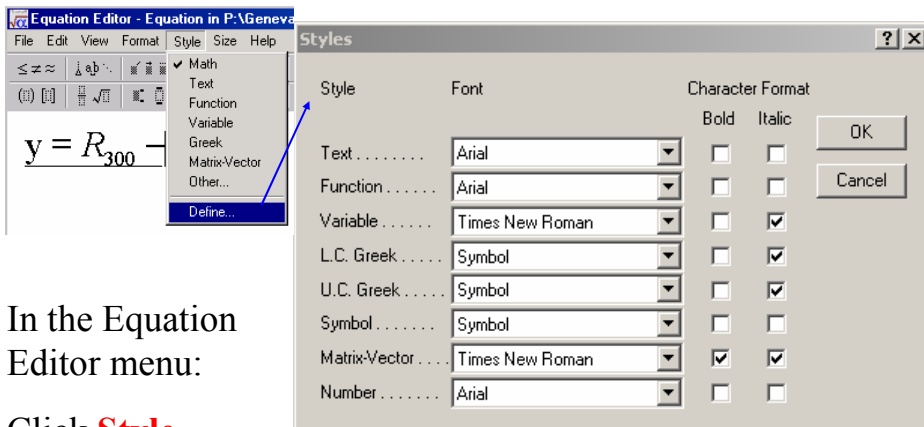 Equation Editor - Equation in P:\Geneva
File Edit View Format Style Size Help
Math
Text
Function
Variable
Greek
Matrix-Vector
Other...
Define...
y = R300 −
In the Equation
Editor menu:
Click Style
Styles
Style Font Character Format
Bold Italic
Text........ Arial
Function...... Arial
Variable...... Times New Roman
L.C. Greek..... Symbol
U.C. Greek..... Symbol
Symbol....... Symbol
Matrix-Vector.... Times New Roman
Number....... Arial
OK
Cancel